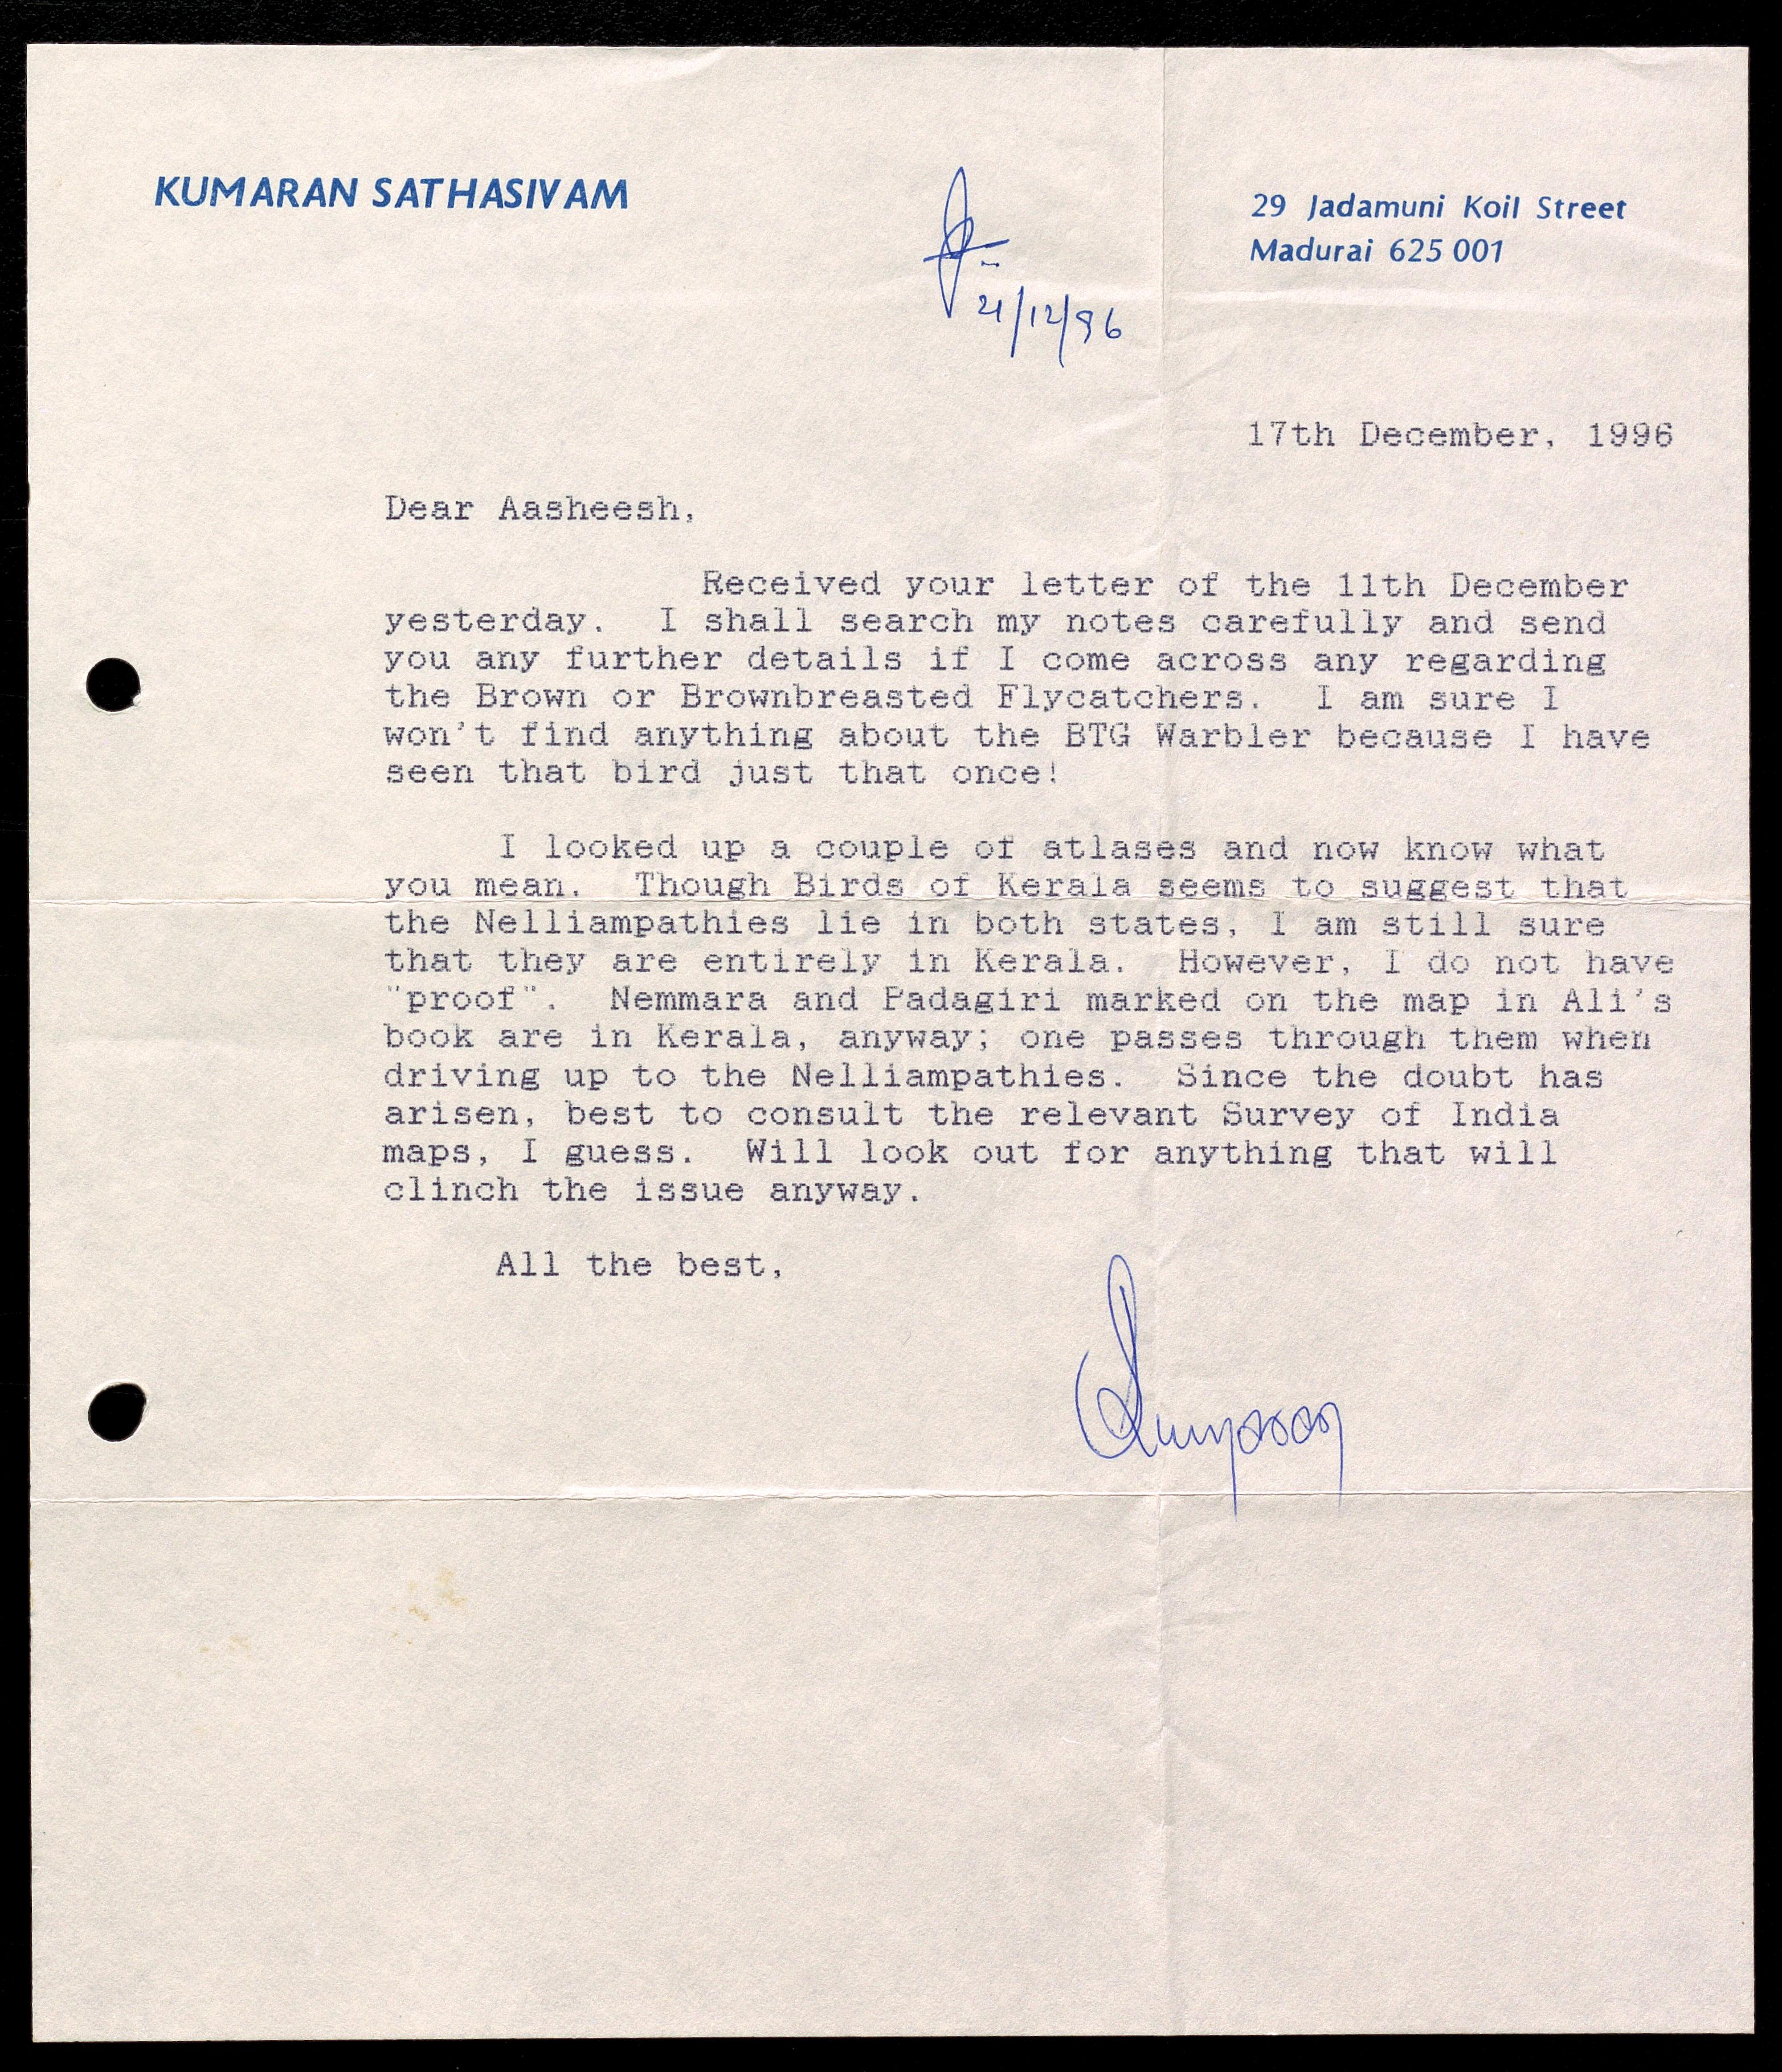 KUMARAN SATHASIVAM
29 Jadamuni Koil Street
Madurai 625 001
21/12/96
17th December, 1996
Dear Aasheesh,
Received your letter of the 11th December
yesterday. I shall search my notes carefully and send
you any further details if I come across any regarding
the Brown or Brownbreasted Flycatchers. I am sure I
won't find anything about the BTG Warbler because I have
seen that bird just that once!
I looked up a couple of atlases and now know what
you mean. Though Birds of Kerala seems to suggest that
the Nelliampathies lie in both states, I am still sure
that they are entirely in Kerala. However, I do not have
"proof". Nemmara and Padagiri marked on the map in Ali's
book are in Kerala, anyway; one passes through them when
driving up to the Nelliampathies. Since the doubt has
arisen, best to consult the relevant Survey of India
maps, I guess. Will look out for anything that will
clinch the issue anyway.
All the best,